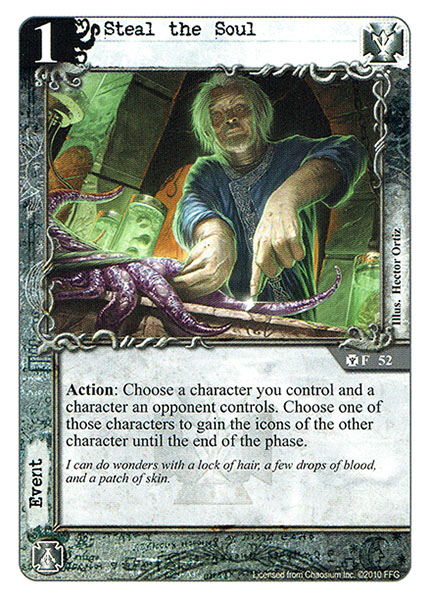 1
Steal the Soul
Illus. Hector Ortiz
F 52
Action: Choose a character you control and a
character an opponent controls. Choose one of
those characters to gain the icons of the other
character until the end of the phase.
I can do wonders with a lock of hair, a few drops of blood,
and a patch of skin.
Event
Licensed from Chaosium Inc. ©2010 FFG